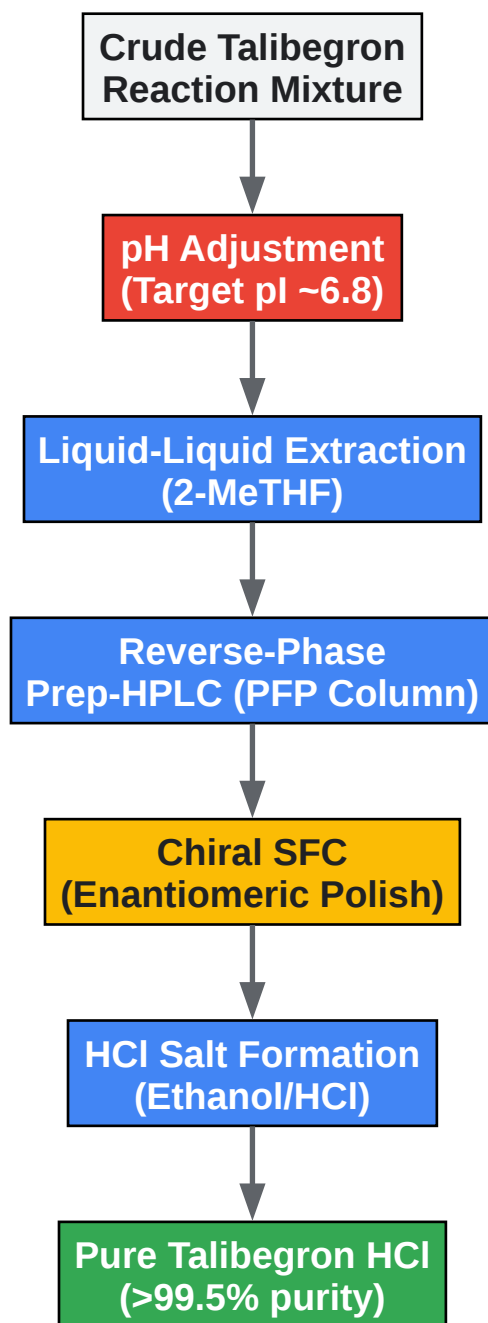 Crude Talibegron
Reaction Mixture
pH Adjustment
(Target pI ~6.8)
Liquid-Liquid Extraction
(2-MeTHF)
Reverse-Phase
Prep-HPLC (PFP Column)
Chiral SFC
(Enantiomeric Polish)
HCl Salt Formation
(Ethanol/HCl)
Pure Talibegron HCl
(>99.5% purity)